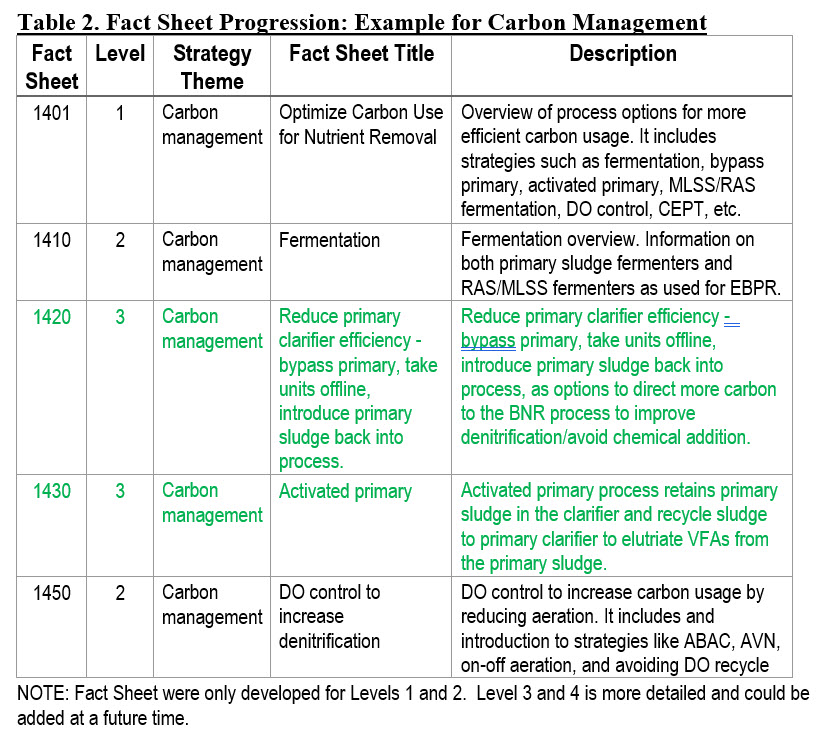 Table 2. Fact Sheet Progression: Example for Carbon Management
Fact Sheet
Level
Strategy Theme
Fact Sheet Title
Description
1401
1
Carbon
management
Optimize Carbon Use
for Nutrient Removal
Overview of process options for more
efficient carbon usage. It includes
strategies such as fermentation, bypass
primary, activated primary, MLSS/RAS
fermentation, DO control, CEPT, etc.
1410
2
Carbon
management
Fermentation
Fermentation overview. Information on
both primary sludge fermenters and
RAS/MLSS fermenters as used for EBPR.
1420
3
Carbon
management
Reduce primary
clarifier efficiency -
bypass primary, take
units offline,
introduce primary
sludge back into
process.
Reduce primary clarifier efficiency -
bypass primary, take units offline,
introduce primary sludge back into
process, as options to direct more carbon
to the BNR process to improve
denitrification/avoid chemical addition.
1430
3
Carbon
management
Activated primary
Activated primary process retains primary
sludge in the clarifier and recycle sludge
to primary clarifier to elutriate VFAs from
the primary sludge.
1450
2
Carbon
management
DO control to
increase
denitrification
DO control to increase carbon usage by
reducing aeration. It includes and
introduction to strategies like ABAC, AVN,
on-off aeration, and avoiding DO recycle
NOTE: Fact Sheet were only developed for Levels 1 and 2.  Level 3 and 4 is more detailed and could be
added at a future time.